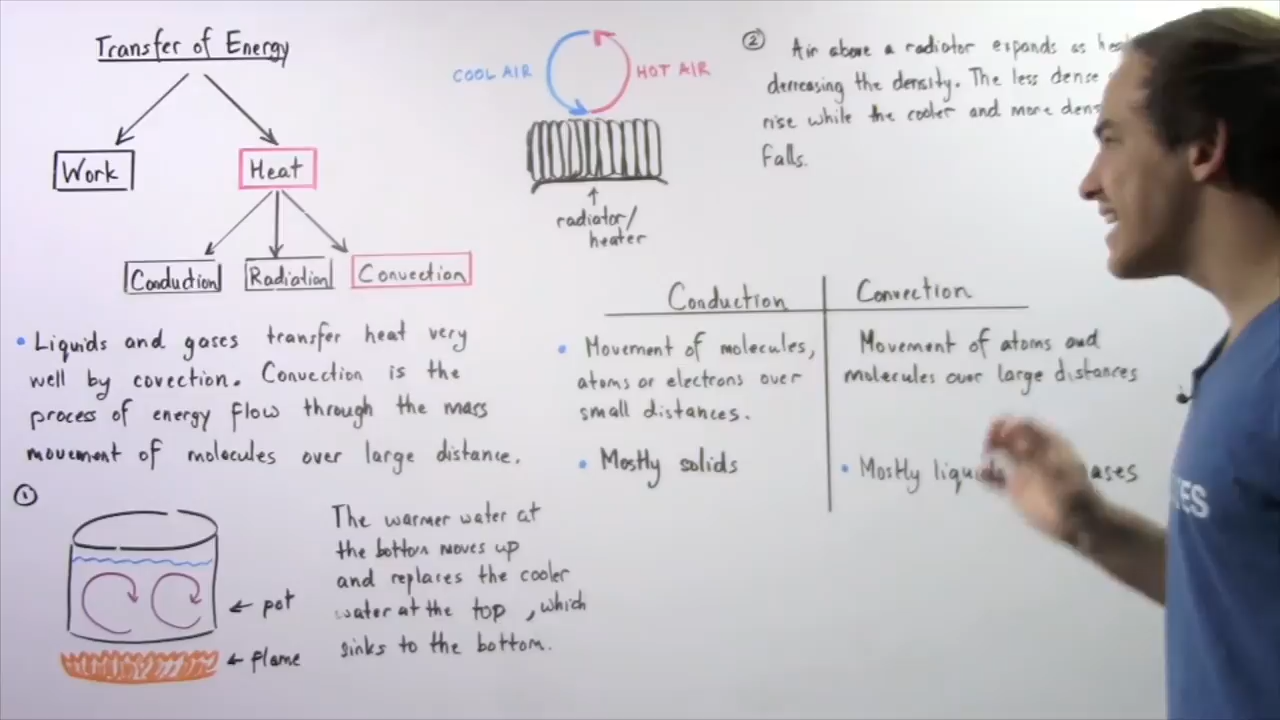 Transfer of Energy
Work
Heat
Conduction
Radiation
Convection
• Liquids and gases transfer heat very
well by covection. Convection is the
process of energy flow through the mass
movement of molecules over large distance.
①
pot
flame
The warmer water at
the bottom moves up
and replaces the cooler
water at the top, which
sinks to the bottom.
COOL AIR
HOT AIR
radiator/
heater
② Air above a radiator expands as
decreasing the density. The less dense
rise while the cooler and more
falls.
Conduction
Convection
• Movement of molecules,
atoms or electrons over
small distances.
• Mostly solids
Movement of atoms and
molecules over large distances
• Mostly